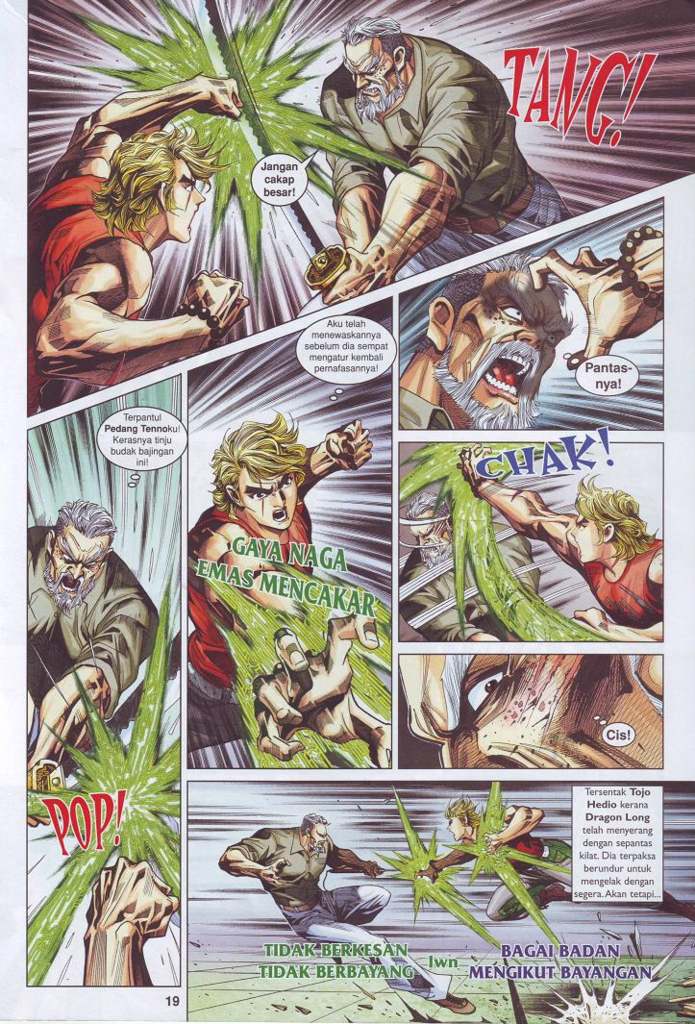 TANG!
Jangan
cakap
besar!
Terpantul
Pedang Tennoku!
Kerasnya tinju
budak bajingan
ini!
POP!
Aku telah
menewaskannya
sebelum dia sempat
mengatur kembali
pernafasannya!
GAYA NAGA
EMAS MENCAKAR
Pantas-
nya!
CHAK!
Cis!
Tersentak Tojo
Hedio kerana
Dragon Long
telah menyerang
dengan sepantas
kilat. Dia terpaksa
berundur untuk
mengelak dengan
segera. Akan tetapi...
TIDAK BERKESAN
TIDAK BERBAYANG
lwn
BAGAI BADAN
MENGIKUT BAYANGAN
19